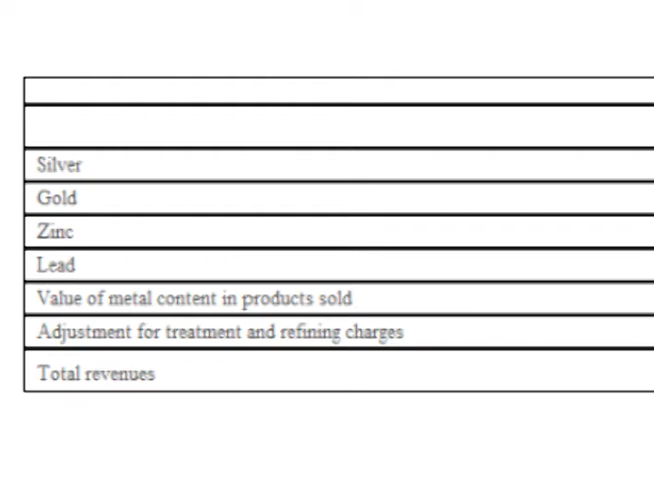 Silver
Gold
Zinc
Lead
Value of metal content in products sold
Adjustment for treatment and refining charges
Total revenues